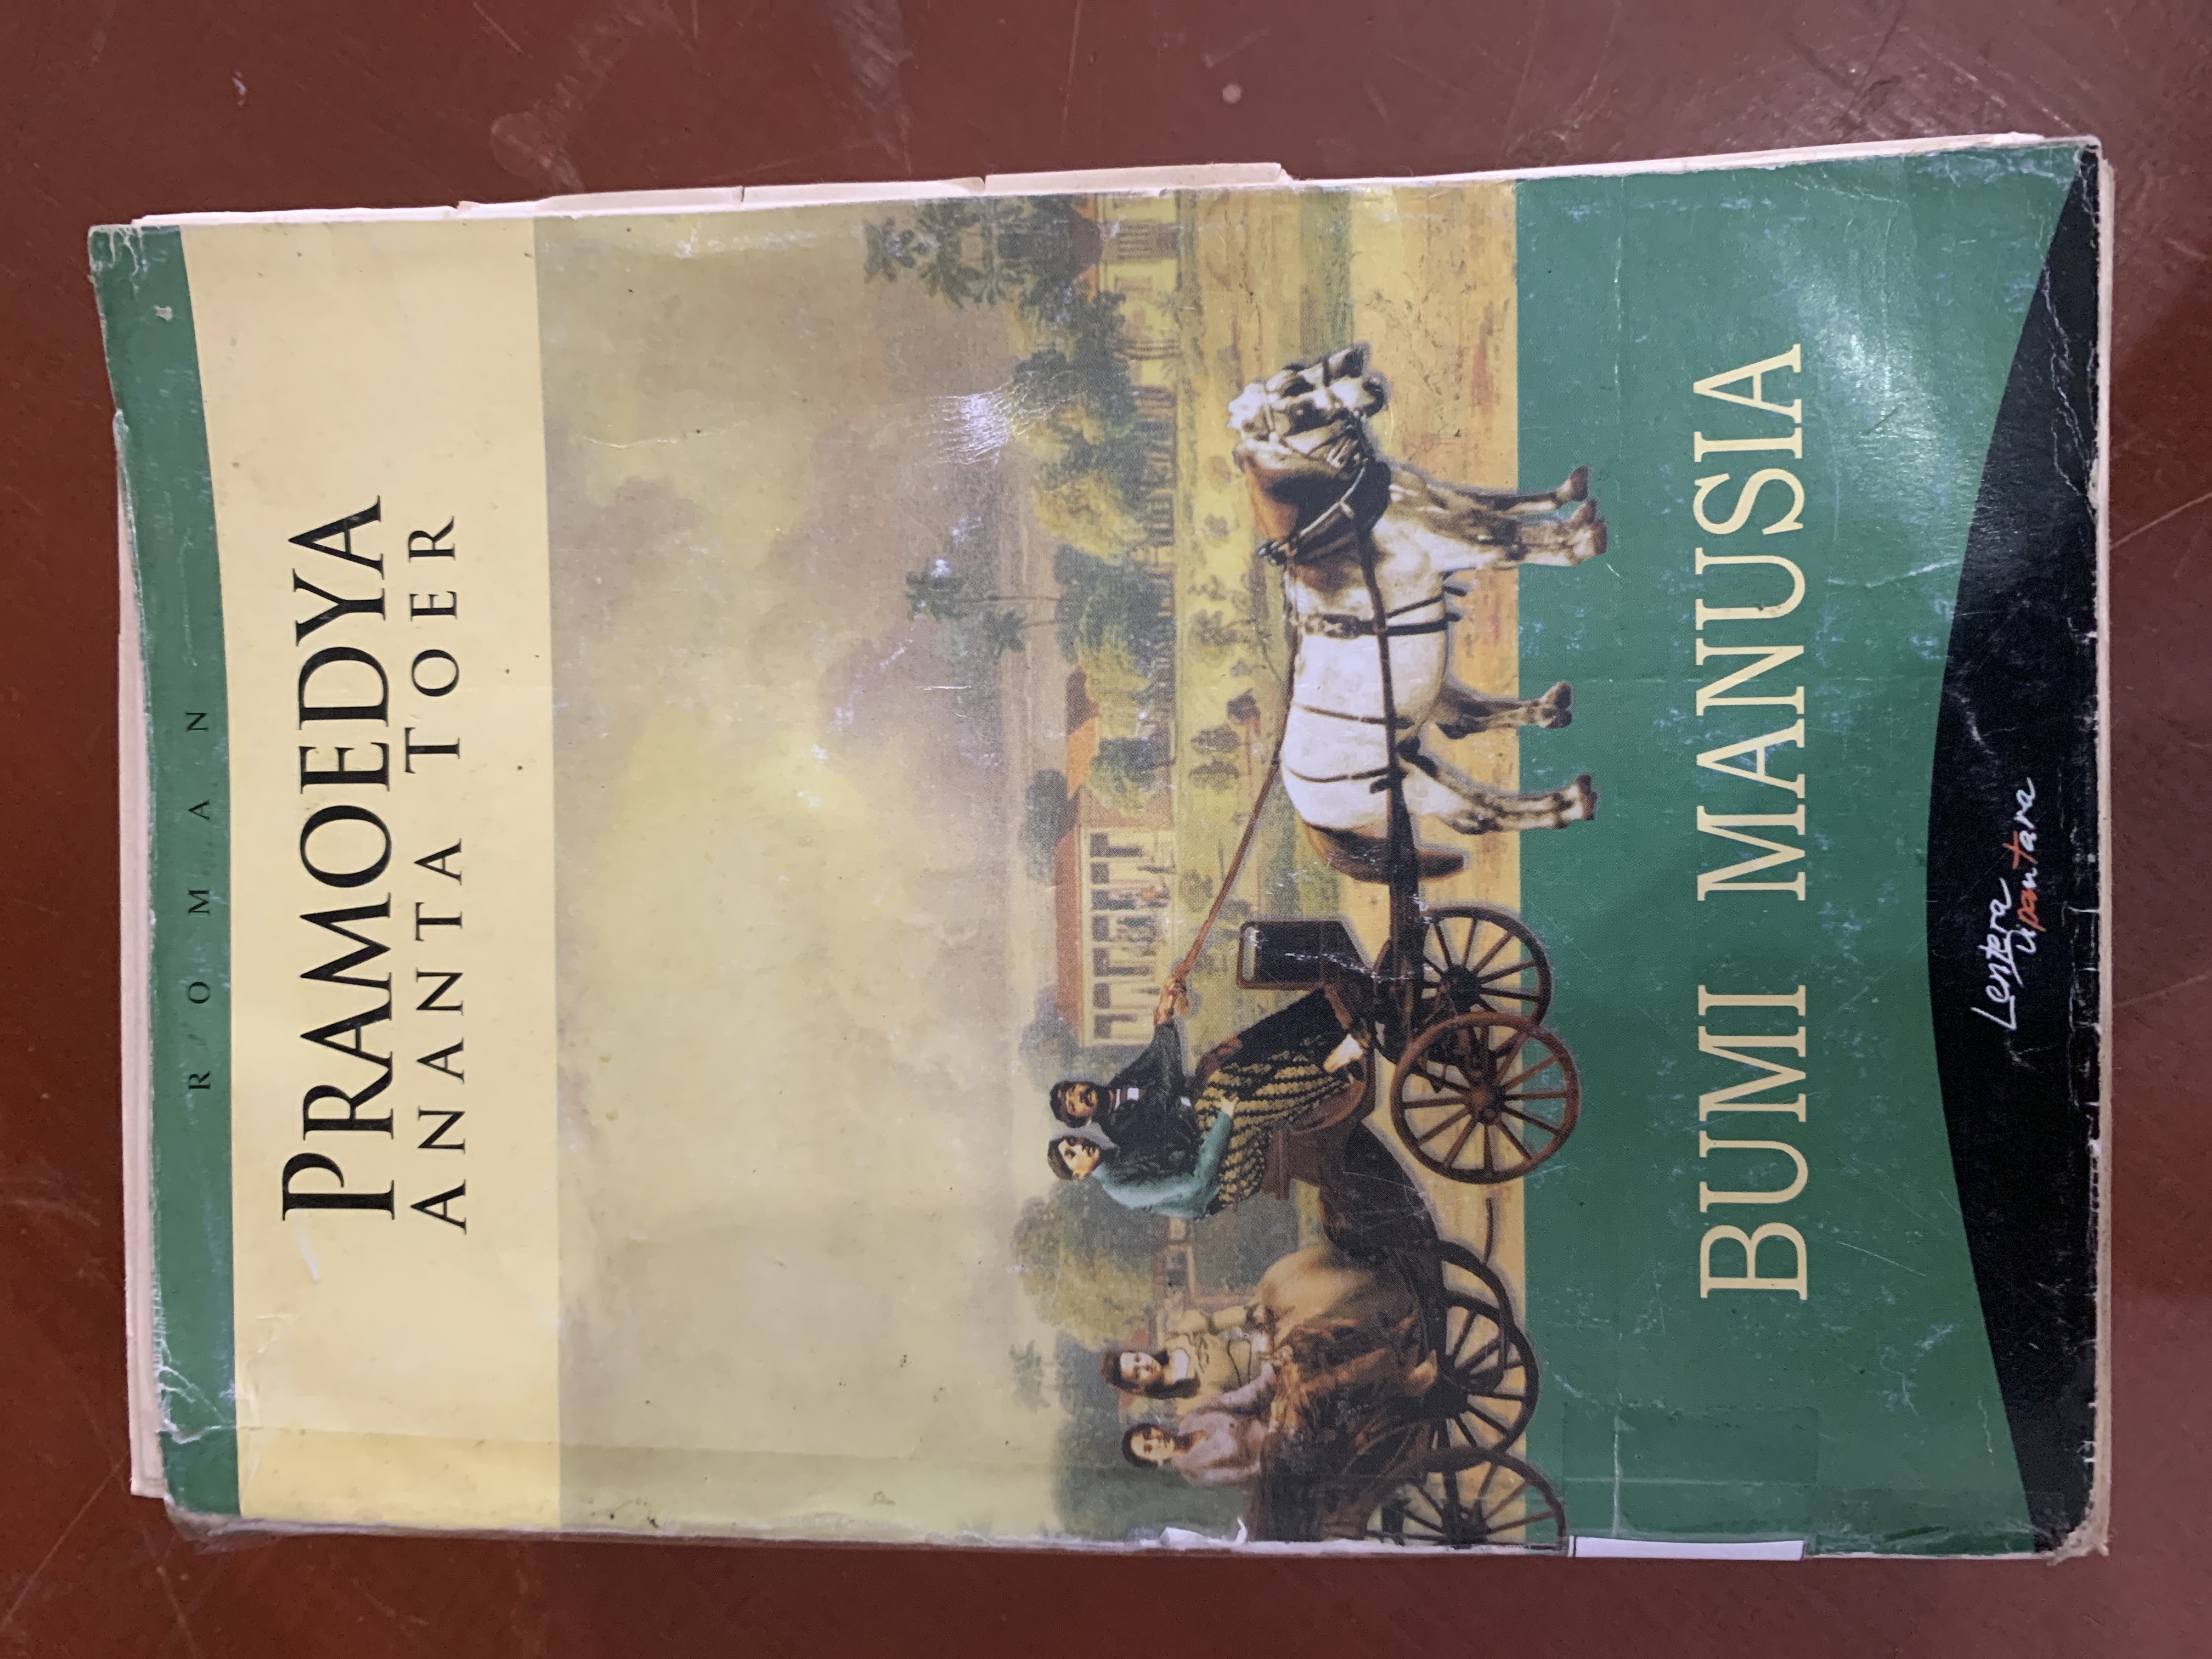 ROMAN
PRAMOEDYA
ANANTA TOER
BUMI MANUSIA
Lentera
dipantara